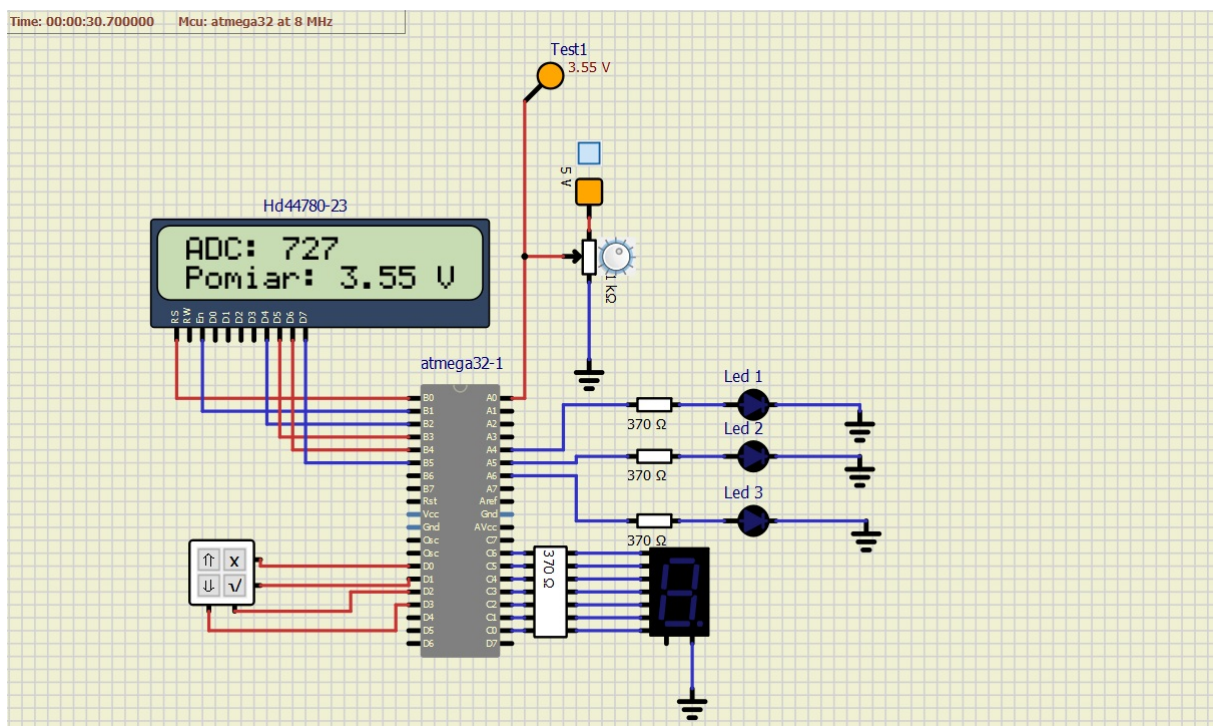 Time: 00:00:30.700000 Mcu: atmega32 at 8 MHz
Test1
3.55 V
5 V
Hd44780-23
ADC: 727
Pomiar: 3.55 V
1 kΩ
RS RW En D0 D1 D2 D3 D4 D5 D6 D7
atmega32-1
Led 1
370 Ω
Led 2
370 Ω
Led 3
370 Ω
B0 A0
B1 A1
B2 A2
B3 A3
B4 A4
B5 A5
B6 A6
B7 A7
Rst Aref
Vcc Gnd
Gnd AVcc
Osc C7
Osc C6
D0 C5
D1 C4
D2 C3
D3 C2
D4 C1
D5 C0
D6 D7
370 Ω
⇑ x
⇓ √